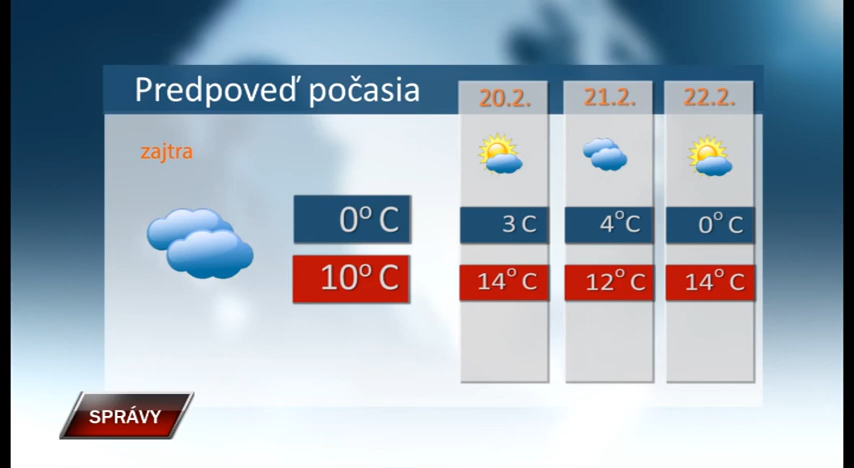 Predpoveď počasia
zajtra
0° C
10° C
20.2. 21.2. 22.2.
3 C 4°C 0° C
14° C 12° C 14° C
SPRÁVY